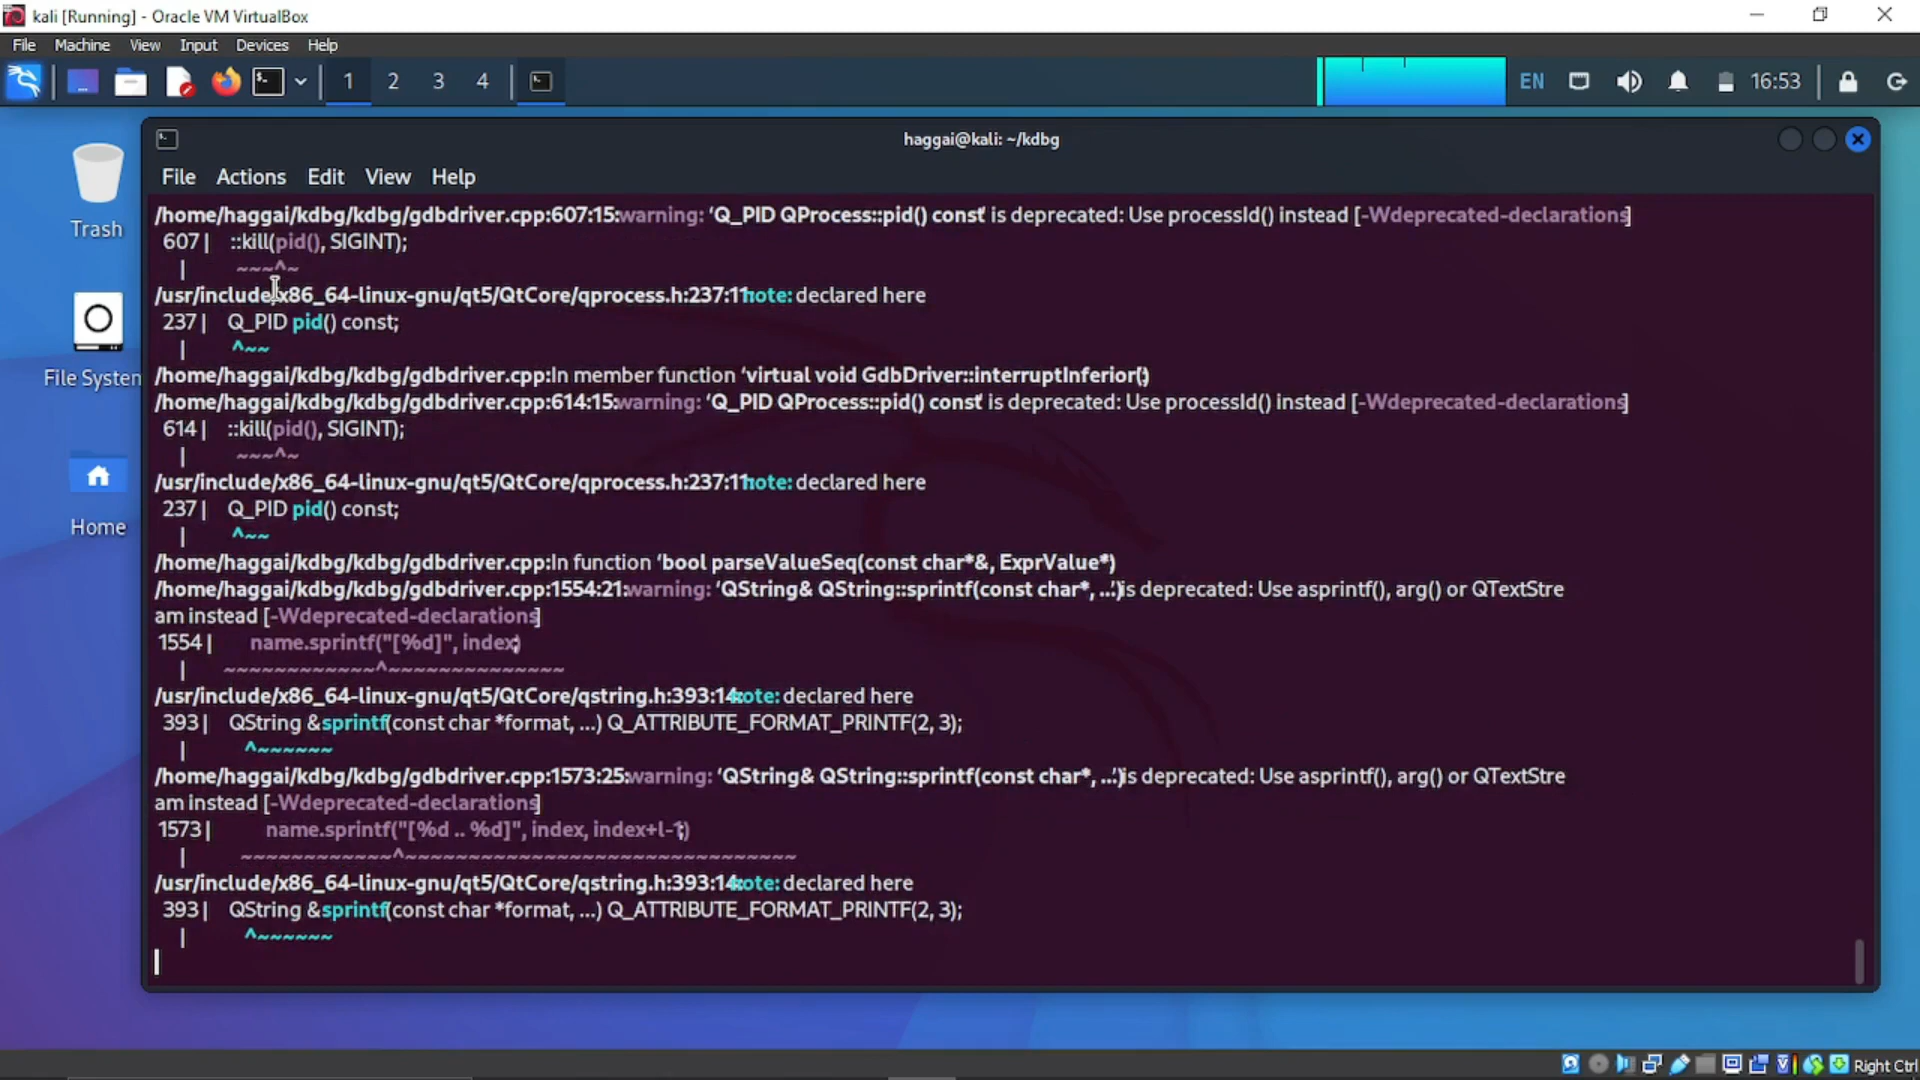 kali [Running] - Oracle VM VirtualBox
File Machine View Input Devices Help
1 2 3 4 EN 16:53
haggai@kali: ~/kdbg
File Actions Edit View Help
Trash
File System
Home
/home/haggai/kdbg/kdbg/gdbdriver.cpp:607:15: warning: ‘Q_PID QProcess::pid() const’ is deprecated: Use processId() instead [-Wdeprecated-declarations]
607 | ::kill(pid(), SIGINT);
| ~~~^~
/usr/include/x86_64-linux-gnu/qt5/QtCore/qprocess.h:237:11: note: declared here
237 | Q_PID pid() const;
| ^~~
/home/haggai/kdbg/kdbg/gdbdriver.cpp: In member function ‘virtual void GdbDriver::interruptInferior()’:
/home/haggai/kdbg/kdbg/gdbdriver.cpp:614:15: warning: ‘Q_PID QProcess::pid() const’ is deprecated: Use processId() instead [-Wdeprecated-declarations]
614 | ::kill(pid(), SIGINT);
| ~~~^~
/usr/include/x86_64-linux-gnu/qt5/QtCore/qprocess.h:237:11: note: declared here
237 | Q_PID pid() const;
| ^~~
/home/haggai/kdbg/kdbg/gdbdriver.cpp: In function ‘bool parseValueSeq(const char*&, ExprValue*)’
/home/haggai/kdbg/kdbg/gdbdriver.cpp:1554:21: warning: ‘QString& QString::sprintf(const char*, ...)’ is deprecated: Use asprintf(), arg() or QTextStre
am instead [-Wdeprecated-declarations]
1554 | name.sprintf("[%d]", index);
| ~~~~~~~~~~~~^~~~~~~~~~~~~~~
/usr/include/x86_64-linux-gnu/qt5/QtCore/qstring.h:393:14: note: declared here
393 | QString &sprintf(const char *format, ...) Q_ATTRIBUTE_FORMAT_PRINTF(2, 3);
| ^~~~~~~
/home/haggai/kdbg/kdbg/gdbdriver.cpp:1573:25: warning: ‘QString& QString::sprintf(const char*, ...)’ is deprecated: Use asprintf(), arg() or QTextStre
am instead [-Wdeprecated-declarations]
1573 | name.sprintf("[%d .. %d]", index, index+l-1);
| ~~~~~~~~~~~~^~~~~~~~~~~~~~~~~~~~~~~~~~~~~~~~
/usr/include/x86_64-linux-gnu/qt5/QtCore/qstring.h:393:14: note: declared here
393 | QString &sprintf(const char *format, ...) Q_ATTRIBUTE_FORMAT_PRINTF(2, 3);
| ^~~~~~~
Right Ctrl